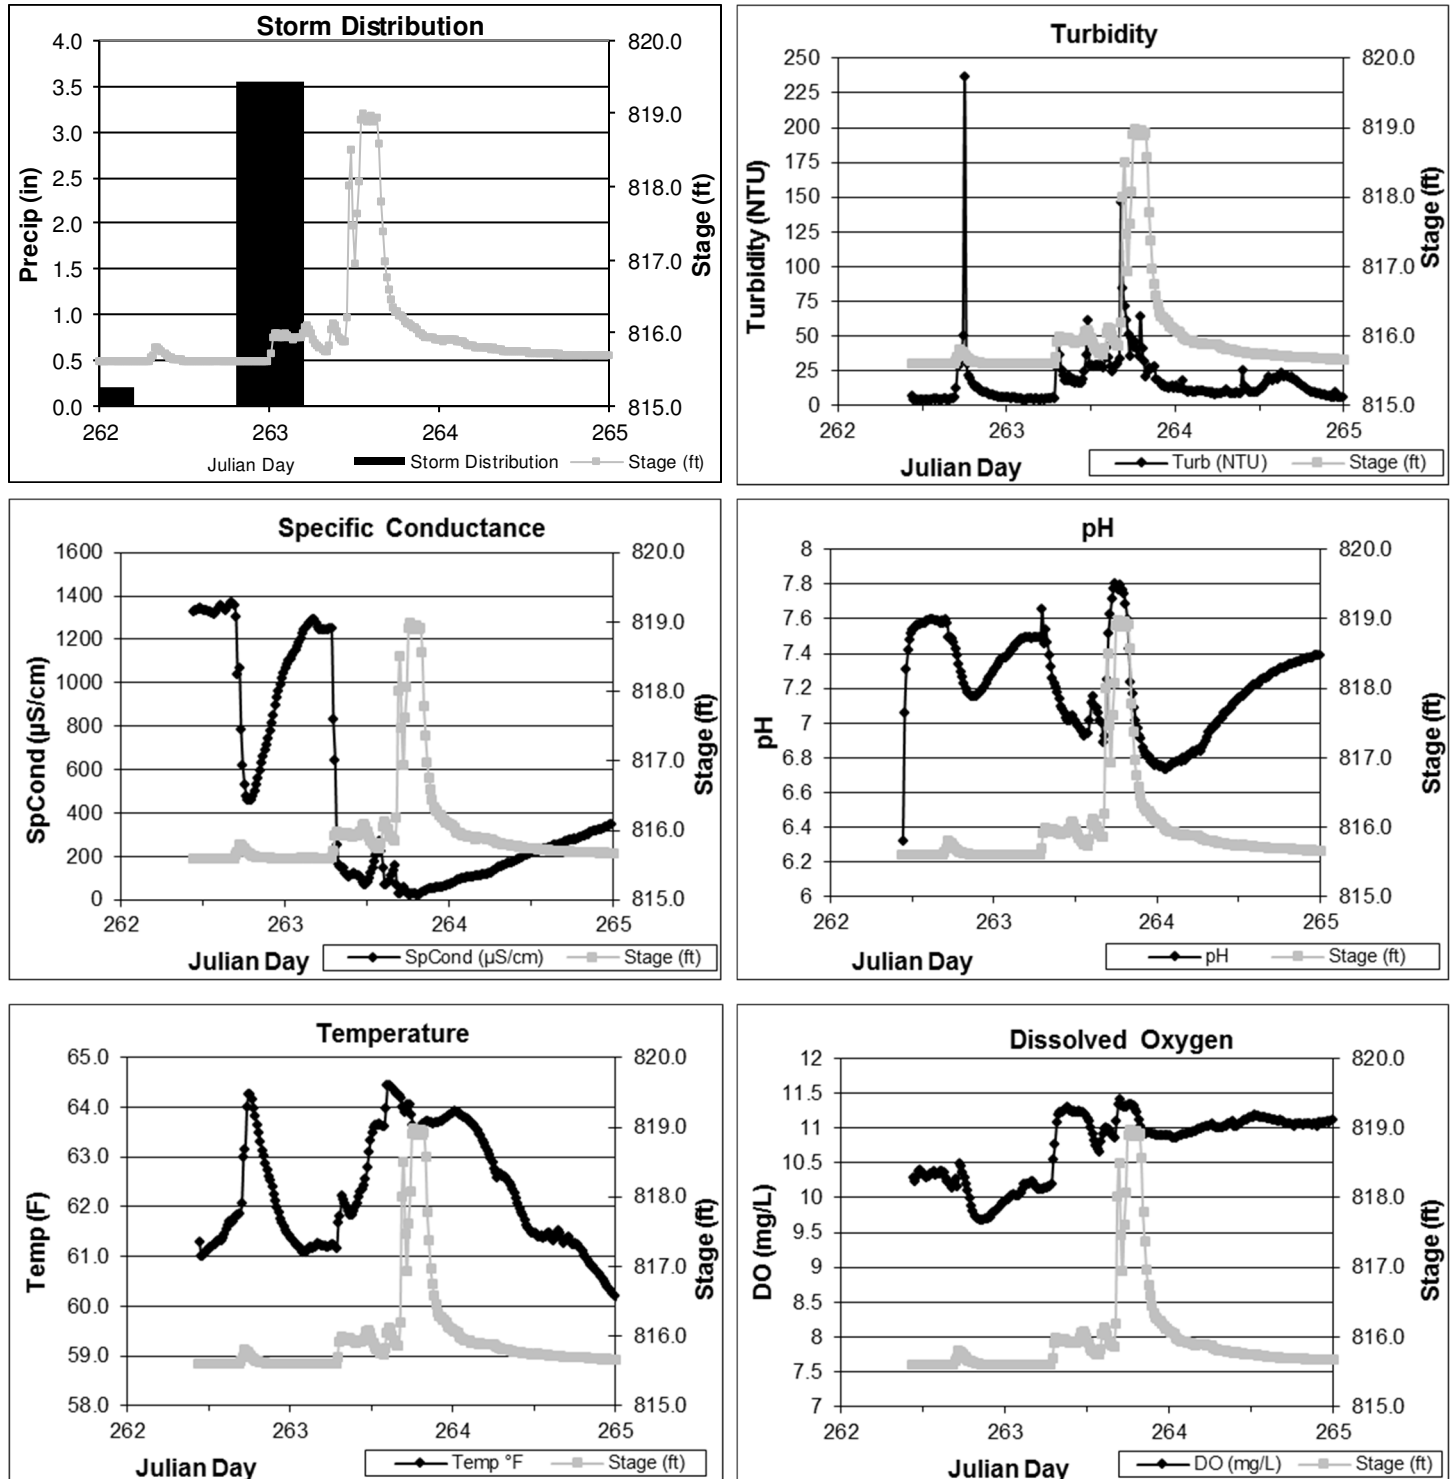 Storm Distribution
4.0
3.5
3.0
2.5
2.0
1.5
1.0
0.5
0.0
Precip (in)
820.0
819.0
818.0
817.0
816.0
815.0
Stage (ft)
262 263 264 265
Julian Day
Storm Distribution Stage (ft)
Turbidity
250
225
200
175
150
125
100
75
50
25
0
Turbidity (NTU)
820.0
819.0
818.0
817.0
816.0
815.0
Stage (ft)
262 263 264 265
Julian Day
Turb (NTU) Stage (ft)
Specific Conductance
1600
1400
1200
1000
800
600
400
200
0
SpCond (µS/cm)
820.0
819.0
818.0
817.0
816.0
815.0
Stage (ft)
262 263 264 265
Julian Day
SpCond (µS/cm) Stage (ft)
pH
8
7.8
7.6
7.4
7.2
7
6.8
6.6
6.4
6.2
6
pH
820.0
819.0
818.0
817.0
816.0
815.0
Stage (ft)
262 263 264 265
Julian Day
pH Stage (ft)
Temperature
65.0
64.0
63.0
62.0
61.0
60.0
59.0
58.0
Temp (F)
820.0
819.0
818.0
817.0
816.0
815.0
Stage (ft)
262 263 264 265
Julian Day
Temp °F Stage (ft)
Dissolved Oxygen
12
11.5
11
10.5
10
9.5
9
8.5
8
7.5
7
DO (mg/L)
820.0
819.0
818.0
817.0
816.0
815.0
Stage (ft)
262 263 264 265
Julian Day
DO (mg/L) Stage (ft)